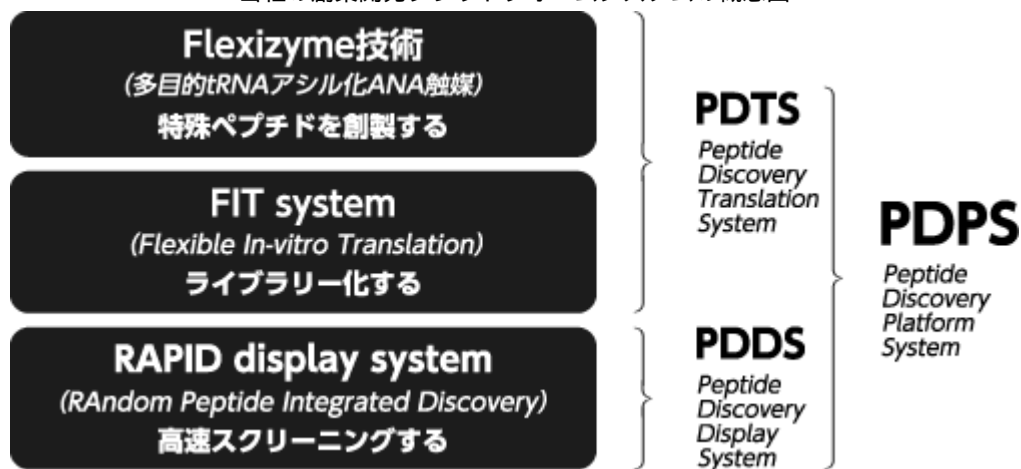 Flexizyme技術
(多目的tRNAアシル化ANA触媒)
特殊ペプチドを創製する
FIT system
(Flexible In-vitro Translation)
ライブラリー化する
RAPID display system
(RAndom Peptide Integrated Discovery)
高速スクリーニングする
PDTS
Peptide
Discovery
Translation
System
PDDS
Peptide
Discovery
Display
System
PDPS
Peptide
Discovery
Platform
System